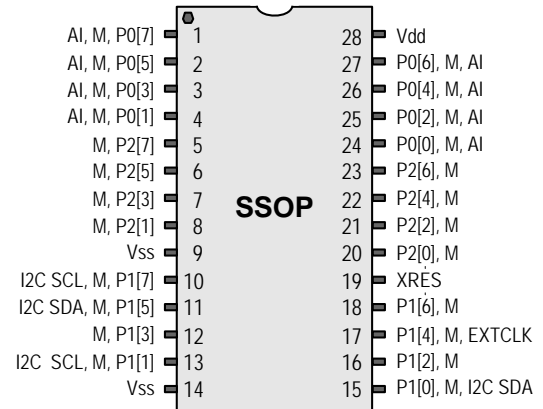 AI, M, P0[7] 1 28 Vdd
AI, M, P0[5] 2 27 P0[6], M, AI
AI, M, P0[3] 3 26 P0[4], M, AI
AI, M, P0[1] 4 25 P0[2], M, AI
M, P2[7] 5 24 P0[0], M, AI
M, P2[5] 6 23 P2[6], M
M, P2[3] 7 SSOP 22 P2[4], M
M, P2[1] 8 21 P2[2], M
Vss 9 20 P2[0], M
I2C SCL, M, P1[7] 10 19 XRES
I2C SDA, M, P1[5] 11 18 P1[6], M
M, P1[3] 12 17 P1[4], M, EXTCLK
I2C SCL, M, P1[1] 13 16 P1[2], M
Vss 14 15 P1[0], M, I2C SDA